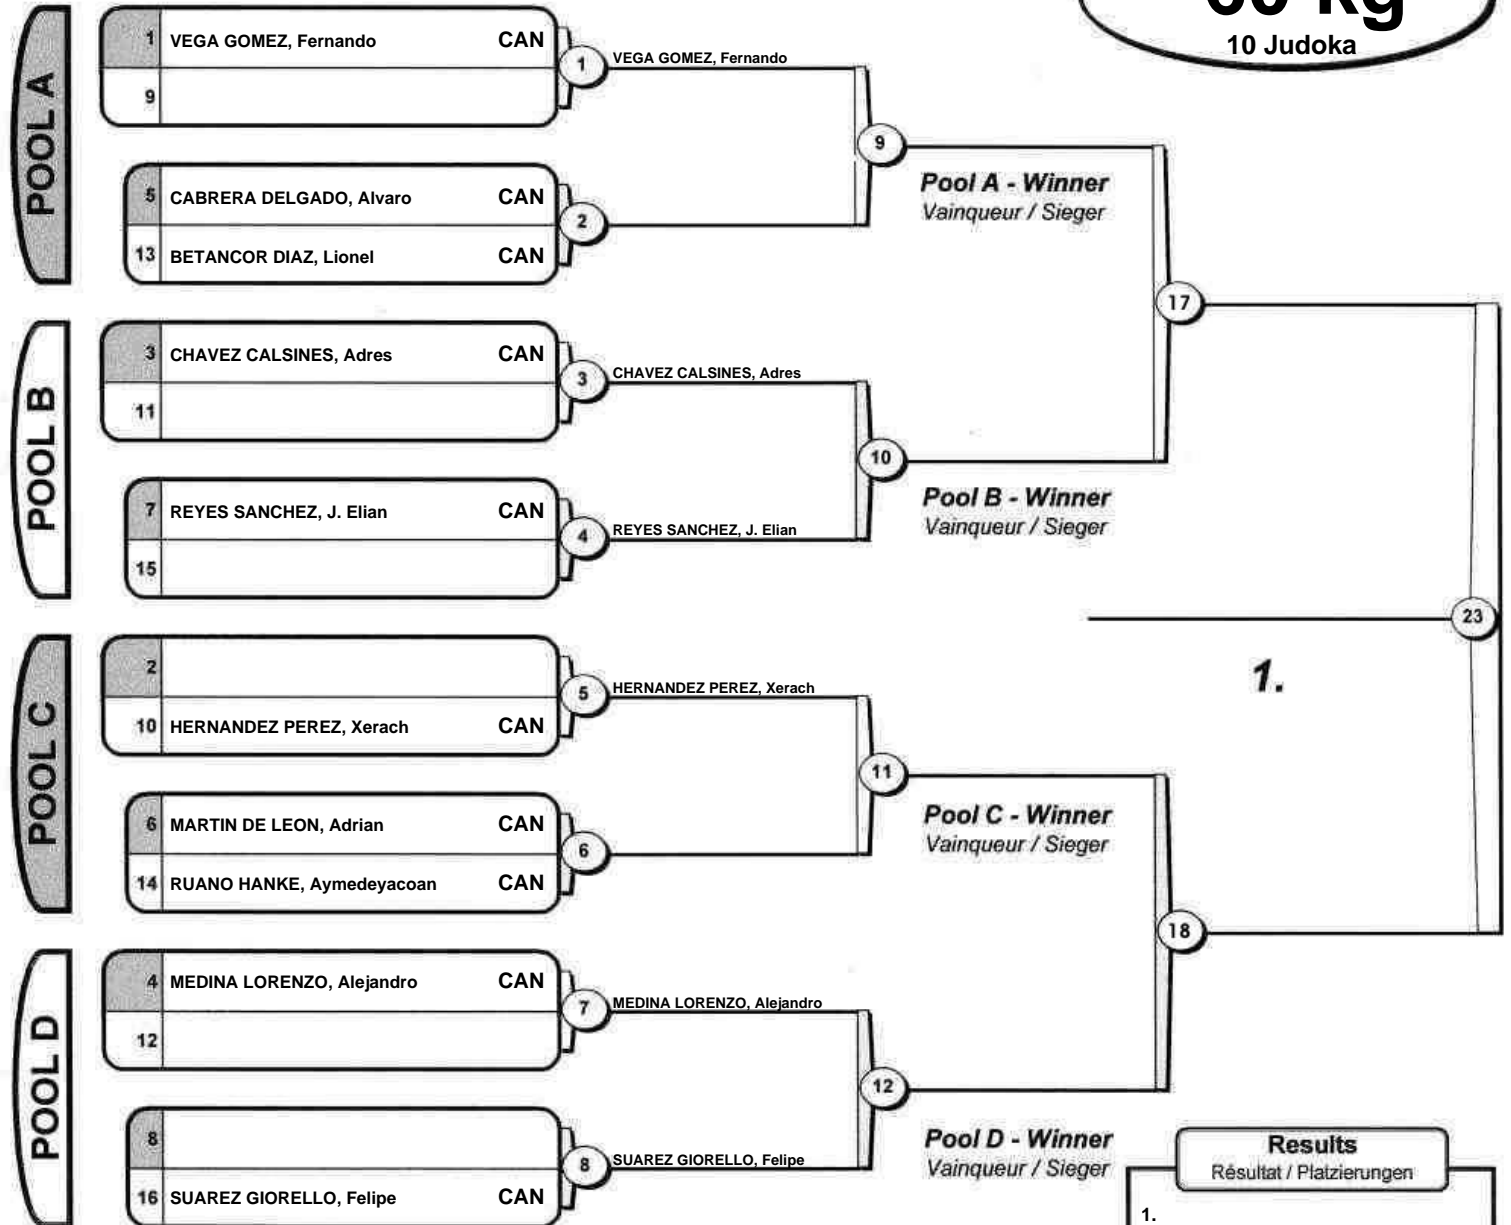 60 kg
10 Judoka
POOL A
1 VEGA GOMEZ, Fernando CAN
9
1 VEGA GOMEZ, Fernando
5 CABRERA DELGADO, Alvaro CAN
13 BETANCOR DIAZ, Lionel CAN
2
9
Pool A - Winner
Vainqueur / Sieger
17
POOL B
3 CHAVEZ CALSINES, Adres CAN
11
3 CHAVEZ CALSINES, Adres
7 REYES SANCHEZ, J. Elian CAN
15
4 REYES SANCHEZ, J. Elian
10
Pool B - Winner
Vainqueur / Sieger
23
1.
POOL C
2
10 HERNANDEZ PEREZ, Xerach CAN
5 HERNANDEZ PEREZ, Xerach
6 MARTIN DE LEON, Adrian CAN
14 RUANO HANKE, Aymedeyacoan CAN
6
11
Pool C - Winner
Vainqueur / Sieger
18
POOL D
4 MEDINA LORENZO, Alejandro CAN
12
7 MEDINA LORENZO, Alejandro
8
16 SUAREZ GIORELLO, Felipe CAN
8 SUAREZ GIORELLO, Felipe
12
Pool D - Winner
Vainqueur / Sieger
Results
Résultat / Platzierungen
1.